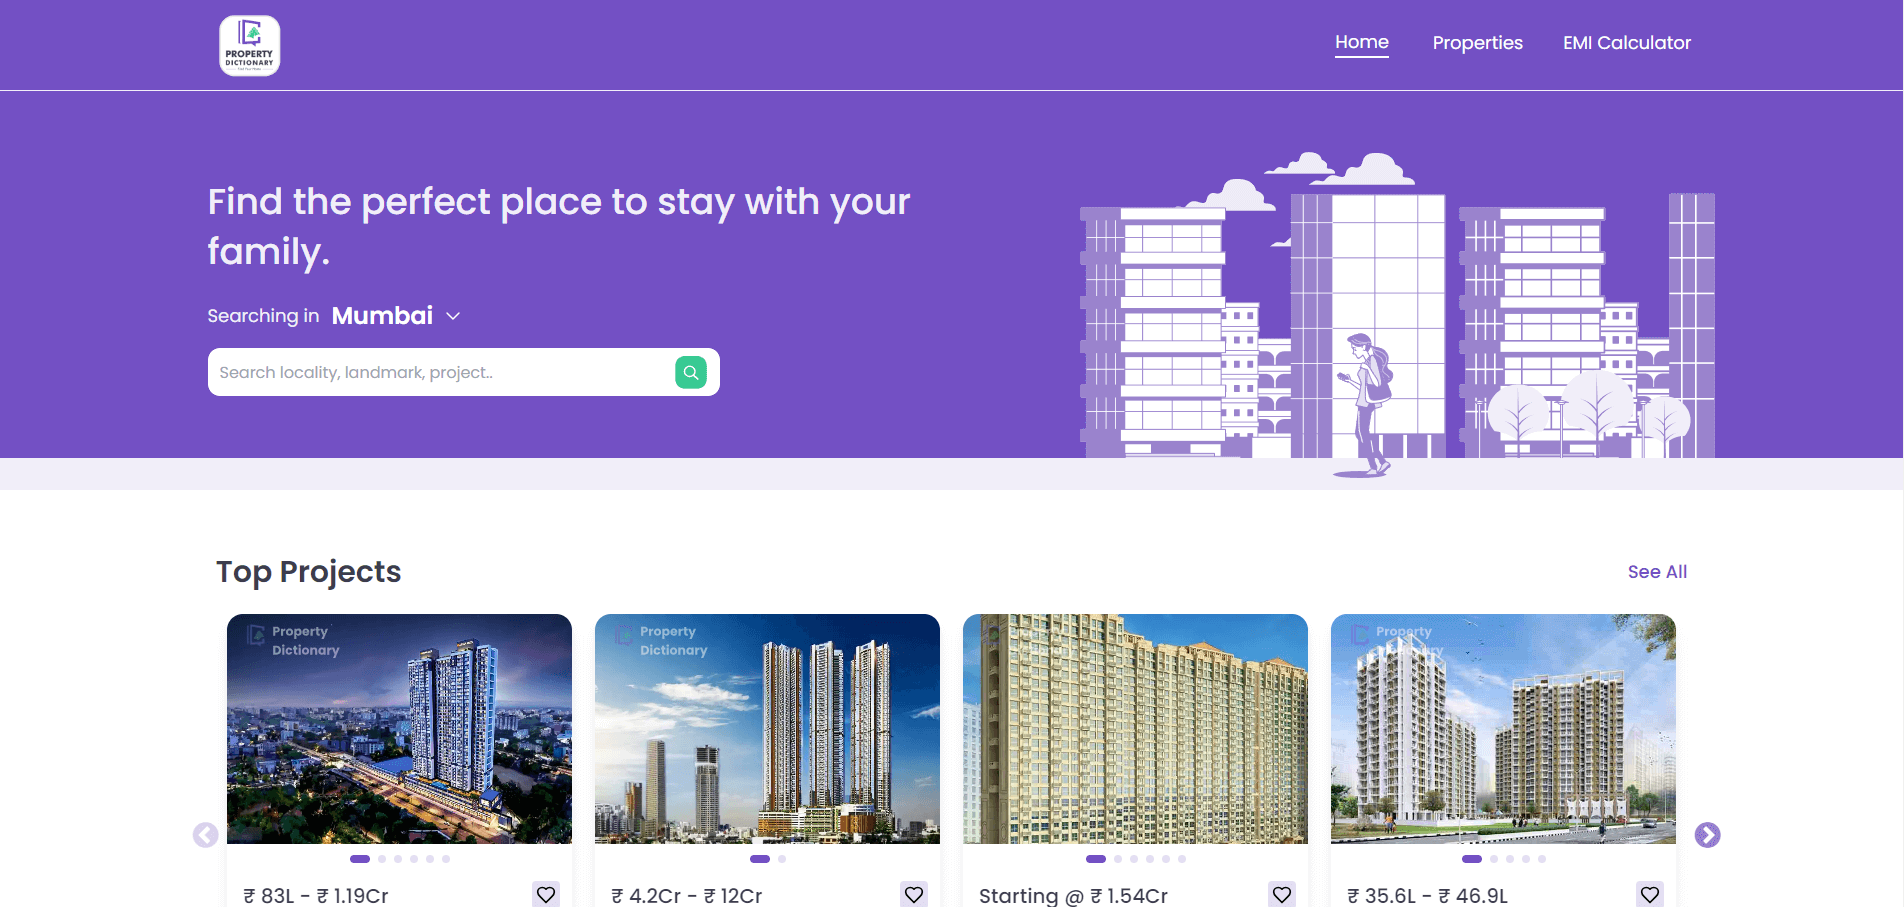 PROPERTY
DICTIONARY
Home
Properties
EMI Calculator
Find the perfect place to stay with your
family.
Searching in Mumbai
Search locality, landmark, project..
Top Projects
See All
Property
Dictionary
Property
Dictionary
Property
₹ 83L - ₹ 1.19Cr
₹ 4.2Cr - ₹ 12Cr
Starting @ ₹ 1.54Cr
₹ 35.6L - ₹ 46.9L